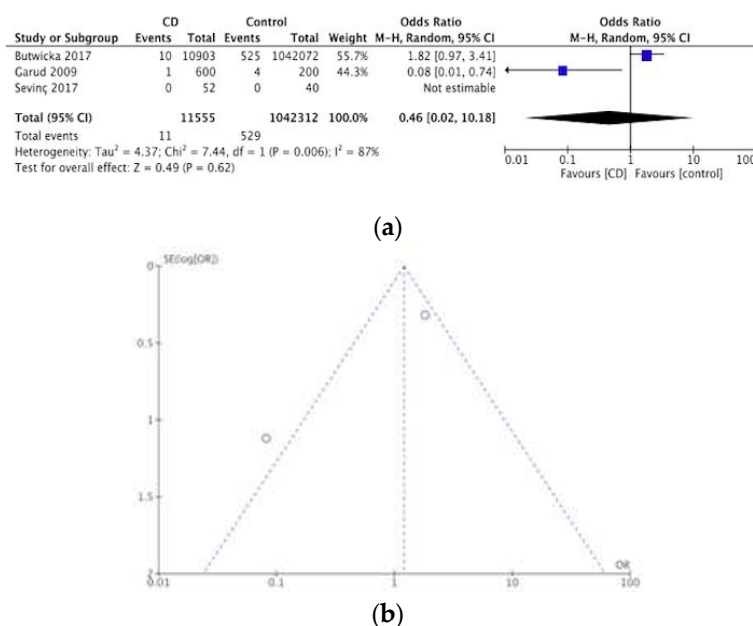 CD Control Odds Ratio Odds Ratio
Study or Subgroup Events Total Events Total Weight M-H, Random, 95% CI M-H, Random, 95% CI
Butwicka 2017 10 10903 525 1042072 55.7% 1.82 [0.97, 3.41]
Garud 2009 1 600 4 200 44.3% 0.08 [0.01, 0.74]
Sevinç 2017 0 52 0 40 Not estimable
Total (95% CI) 11555 1042312 100.0% 0.46 [0.02, 10.18]
Total events 11 529
Heterogeneity: Tau² = 4.37; Chi² = 7.44, df = 1 (P = 0.006); I² = 87%
Test for overall effect: Z = 0.49 (P = 0.62)
0.01 0.1 1 10 100
Favours [CD] Favours [control]
(a)
SE(log[OR])
0
0.5
1
1.5
2
OR
0.01 0.1 1 10 100
(b)